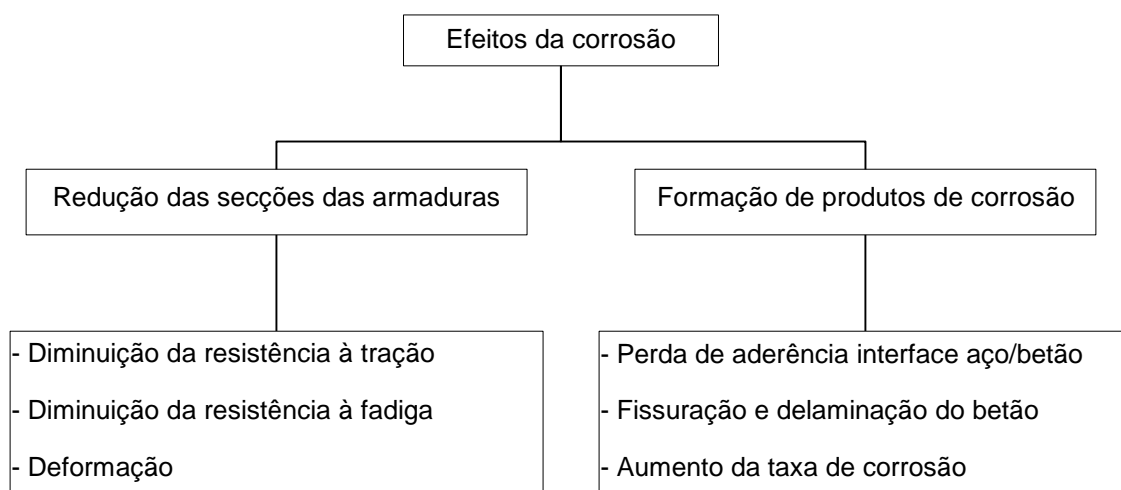 Efeitos da corrosão
Redução das secções das armaduras
Formação de produtos de corrosão
- Diminuição da resistência à tração
- Diminuição da resistência à fadiga
- Deformação
- Perda de aderência interface aço/betão
- Fissuração e delaminação do betão
- Aumento da taxa de corrosão